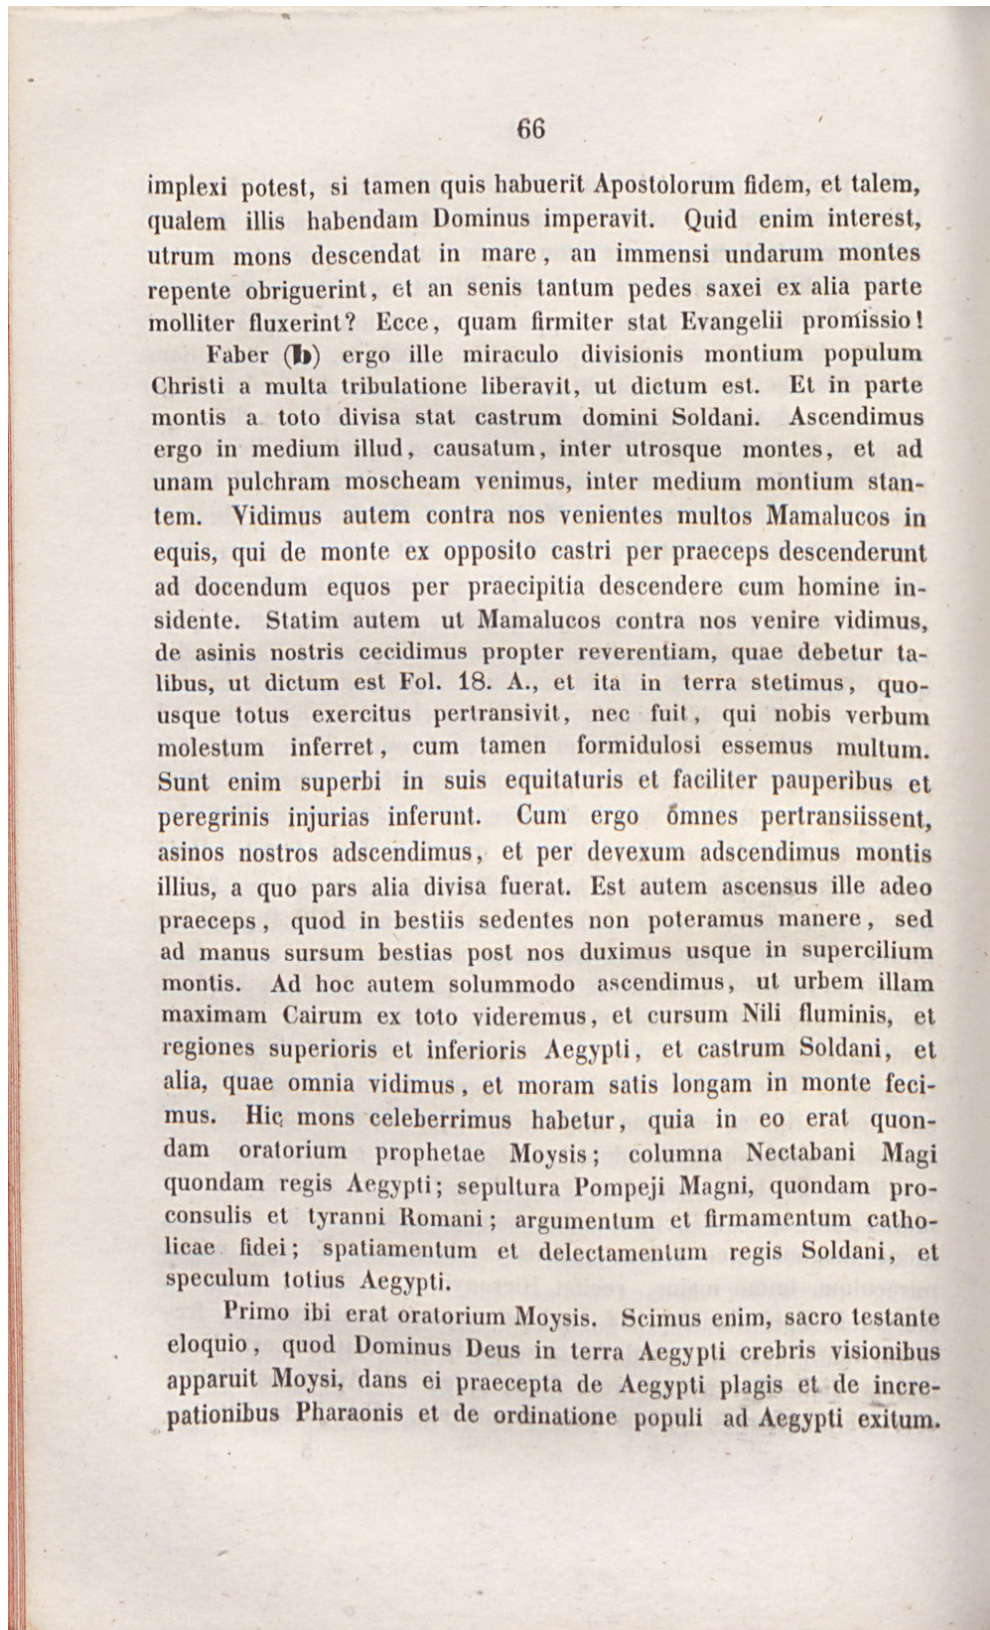 66
implexi potest, si tamen quis habuerit Apostolorum fidem, et talem,
qualem illis habendam Dominus imperavit. Quid enim interest,
utrum mons descendat in mare, an immensi undarum montes
repente obriguerint, et an senis tantum pedes saxei ex alia parte
molliter fluxerint? Ecce, quam firmiter stat Evangelii promissio!
Faber (b) ergo ille miraculo divisionis montium populum
Christi a multa tribulatione liberavit, ut dictum est. Et in parte
montis a toto divisa stat castrum domini Soldani. Ascendimus
ergo in medium illud, causatum, inter utrosque montes, et ad
unam pulchram moscheam venimus, inter medium montium stan-
tem. Vidimus autem contra nos venientes multos Mamalucos in
equis, qui de monte ex opposito castri per praeceps descenderunt
ad docendum equos per praecipitia descendere cum homine in-
sidente. Statim autem ut Mamalucos contra nos venire vidimus,
de asinis nostris cecidimus propter reverentiam, quae debetur ta-
libus, ut dictum est Fol. 18. A., et ita in terra stetimus, quo-
usque totus exercitus pertransivit, nec fuit, qui nobis verbum
molestum inferret, cum tamen formidulosi essemus multum.
Sunt enim superbi in suis equitaturis et faciliter pauperibus et
peregrinis injurias inferunt. Cum ergo omnes pertransiissent,
asinos nostros adscendimus, et per devexum adscendimus montis
illius, a quo pars alia divisa fuerat. Est autem ascensus ille adeo
praeceps, quod in bestiis sedentes non poteramus manere, sed
ad manus sursum bestias post nos duximus usque in supercilium
montis. Ad hoc autem solummodo ascendimus, ut urbem illam
maximam Cairum ex toto videremus, et cursum Nili fluminis, et
regiones superioris et inferioris Aegypti, et castrum Soldani, et
alia, quae omnia vidimus, et moram satis longam in monte feci-
mus. Hic mons celeberrimus habetur, quia in eo erat quon-
dam oratorium prophetae Moysis; columna Nectabani Magi
quondam regis Aegypti; sepultura Pompeji Magni, quondam pro-
consulis et tyranni Romani; argumentum et firmamentum catho-
licae fidei; spatiamentum et delectamentum regis Soldani, et
speculum totius Aegypti.
Primo ibi erat oratorium Moysis. Scimus enim, sacro testante
eloquio, quod Dominus Deus in terra Aegypti crebris visionibus
apparuit Moysi, dans ei praecepta de Aegypti plagis et de incre-
pationibus Pharaonis et de ordinatione populi ad Aegypti exitum.